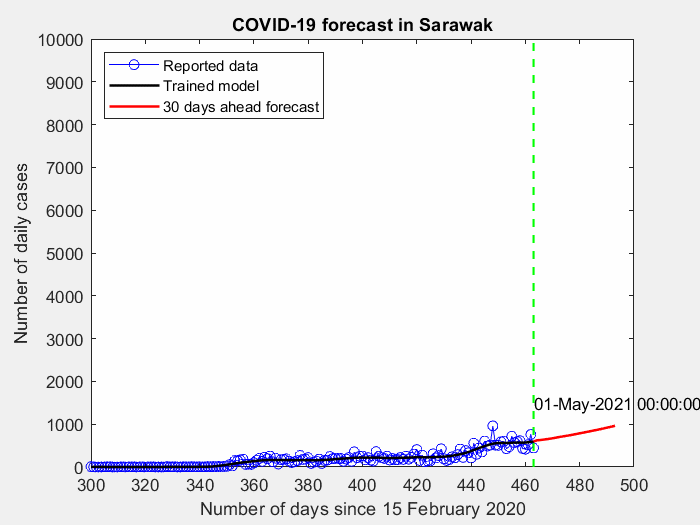 COVID-19 forecast in Sarawak
10000
9000
8000
7000
6000
5000
4000
3000
2000
1000
0
Number of daily cases
Reported data
Trained model
30 days ahead forecast
01-May-2021 00:00:00
300 320 340 360 380 400 420 440 460 480 500
Number of days since 15 February 2020